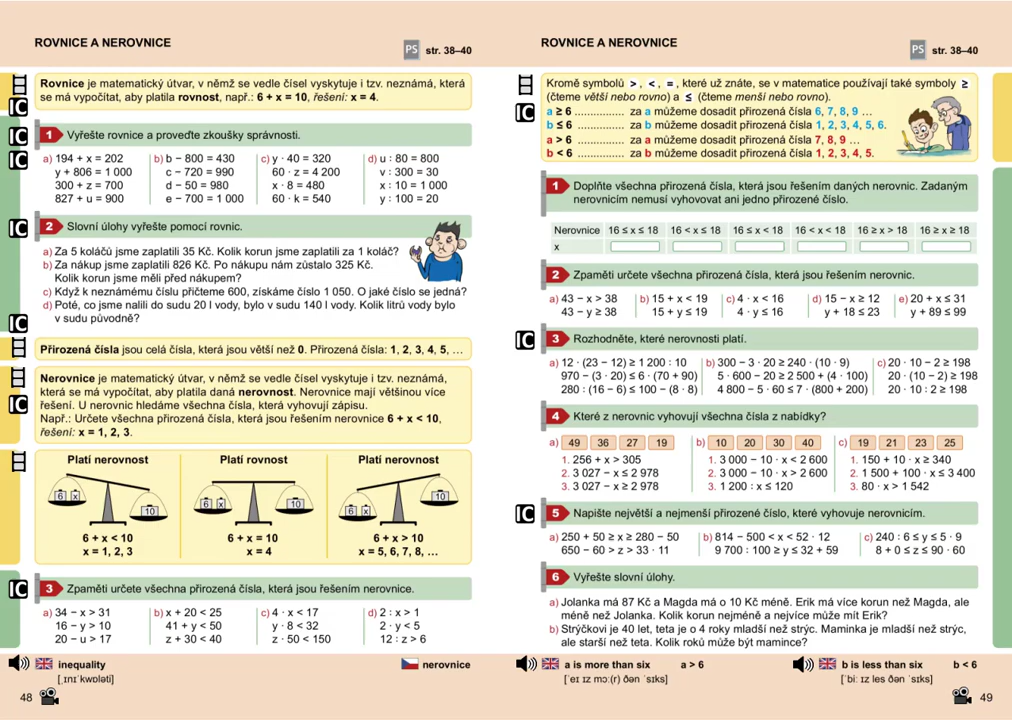 ROVNICE A NEROVNICE
PS str. 38–40
Rovnice je matematický útvar, v němž se vedle čísel vyskytuje i tzv. neznámá, která
se má vypočítat, aby platila rovnost, např.: 6 + x = 10, řešení: x = 4.
IC
1 Vyřešte rovnice a proveďte zkoušky správnosti.
IC
IC
a) 194 + x = 202 b) b − 800 = 430 c) y · 40 = 320 d) u : 80 = 800
y + 806 = 1 000 c − 720 = 990 60 · z = 4 200 v : 300 = 30
300 + z = 700 d − 50 = 980 x · 8 = 480 x : 10 = 1 000
827 + u = 900 e − 700 = 1 000 60 · k = 540 y : 100 = 20
IC
2 Slovní úlohy vyřešte pomocí rovnic.
a) Za 5 koláčů jsme zaplatili 35 Kč. Kolik korun jsme zaplatili za 1 koláč?
b) Za nákup jsme zaplatili 826 Kč. Po nákupu nám zůstalo 325 Kč.
Kolik korun jsme měli před nákupem?
c) Když k neznámému číslu přičteme 600, získáme číslo 1 050. O jaké číslo se jedná?
d) Poté, co jsme nalili do sudu 20 l vody, bylo v sudu 140 l vody. Kolik litrů vody bylo
v sudu původně?
IC
Přirozená čísla jsou celá čísla, která jsou větší než 0. Přirozená čísla: 1, 2, 3, 4, 5, …
Nerovnice je matematický útvar, v němž se vedle čísel vyskytuje i tzv. neznámá,
která se má vypočítat, aby platila daná nerovnost. Nerovnice mají většinou více
IC
řešení. U nerovnic hledáme všechna čísla, která vyhovují zápisu.
Např.: Určete všechna přirozená čísla, která jsou řešením nerovnice 6 + x < 10,
řešení: x = 1, 2, 3.
Platí nerovnost Platí rovnost Platí nerovnost
6 x 10 6 x 10 6 x 10
6 + x < 10 6 + x = 10 6 + x > 10
x = 1, 2, 3 x = 4 x = 5, 6, 7, 8, …
IC
3 Zpaměti určete všechna přirozená čísla, která jsou řešením nerovnice.
a) 34 − x > 31 b) x + 20 < 25 c) 4 · x < 17 d) 2 : x > 1
16 − y > 10 41 + y < 50 y · 8 < 32 2 · y < 5
20 − u > 17 z + 30 < 40 z · 50 < 150 12 : z > 6
inequality nerovnice
[ˌɪnɪˈkwɒləti]
48
ROVNICE A NEROVNICE
PS str. 38–40
Kromě symbolů > , < , = , které už znáte, se v matematice používají také symboly ≥
(čteme větší nebo rovno) a ≤ (čteme menší nebo rovno).
IC
a ≥ 6 ............... za a můžeme dosadit přirozená čísla 6, 7, 8, 9 …
b ≤ 6 ............... za b můžeme dosadit přirozená čísla 1, 2, 3, 4, 5, 6.
a > 6 ............... za a můžeme dosadit přirozená čísla 7, 8, 9 …
b < 6 .............. za b můžeme dosadit přirozená čísla 1, 2, 3, 4, 5.
1 Doplňte všechna přirozená čísla, která jsou řešením daných nerovnic. Zadaným
nerovnicím nemusí vyhovovat ani jedno přirozené číslo.
Nerovnice 16 ≤ x ≤ 18 16 < x ≤ 18 16 ≤ x < 18 16 < x < 18 16 ≥ x > 18 16 ≥ x ≥ 18
x
2 Zpaměti určete všechna přirozená čísla, která jsou řešením nerovnic.
a) 43 − x > 38 b) 15 + x < 19 c) 4 · x < 16 d) 15 − x ≥ 12 e) 20 + x ≤ 31
43 − y ≥ 38 15 + y ≤ 19 4 · y ≤ 16 y + 18 ≤ 23 y + 89 ≤ 99
IC
3 Rozhodněte, které nerovnosti platí.
a) 12 · (23 − 12) ≥ 1 200 : 10 b) 300 − 3 · 20 ≥ 240 · (10 · 9) c) 20 · 10 − 2 ≥ 198
970 − (3 · 20) ≤ 6 · (70 + 90) 5 · 600 − 20 ≥ 2 500 + (4 · 100) 20 · (10 − 2) ≥ 198
280 : (16 − 6) ≤ 100 − (8 · 8) 4 800 − 5 · 60 ≤ 7 · (800 + 200) 20 · 10 : 2 ≥ 198
4 Které z nerovnic vyhovují všechna čísla z nabídky?
a) 49 36 27 19 b) 10 20 30 40 c) 19 21 23 25
1. 256 + x > 305 1. 3 000 − 10 · x < 2 600 1. 150 + 10 · x ≥ 340
2. 3 027 − x ≤ 2 978 2. 3 000 − 10 · x > 2 600 2. 1 500 + 100 · x ≤ 3 400
3. 3 027 − x ≥ 2 978 3. 1 200 : x ≤ 120 3. 80 · x > 1 542
IC
5 Napište největší a nejmenší přirozené číslo, které vyhovuje nerovnicím.
a) 250 + 50 ≥ x ≥ 280 − 50 b) 814 − 500 < x < 52 · 12 c) 240 : 6 ≤ y ≤ 5 · 9
650 − 60 > z > 33 · 11 9 700 : 100 ≥ y ≤ 32 + 59 8 + 0 ≤ z ≤ 90 · 60
6 Vyřešte slovní úlohy.
a) Jolanka má 87 Kč a Magda má o 10 Kč méně. Erik má více korun než Magda, ale
méně než Jolanka. Kolik korun nejméně a nejvíce může mít Erik?
b) Strýčkovi je 40 let, teta je o 4 roky mladší než strýc. Maminka je mladší než strýc,
ale starší než teta. Kolik roků může být mamince?
a is more than six a > 6 b is less than six b < 6
[ˈeɪ ɪz mɔː(r) ðən ˈsɪks] [ˈbiː ɪz les ðən ˈsɪks]
49